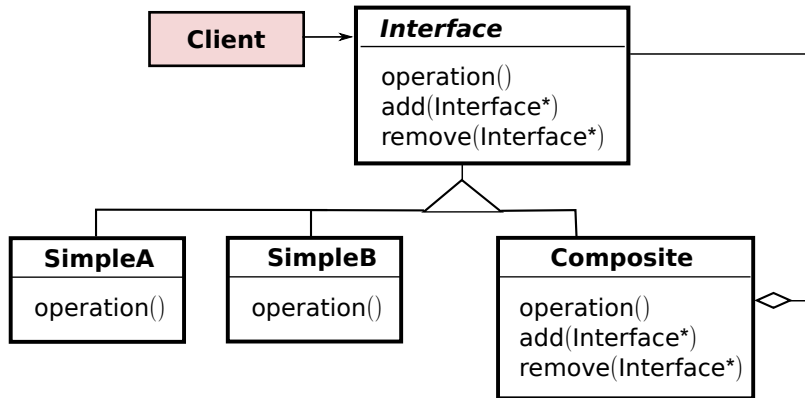 Client
Interface
operation()
add(Interface*)
remove(Interface*)
SimpleA
operation()
SimpleB
operation()
Composite
operation()
add(Interface*)
remove(Interface*)